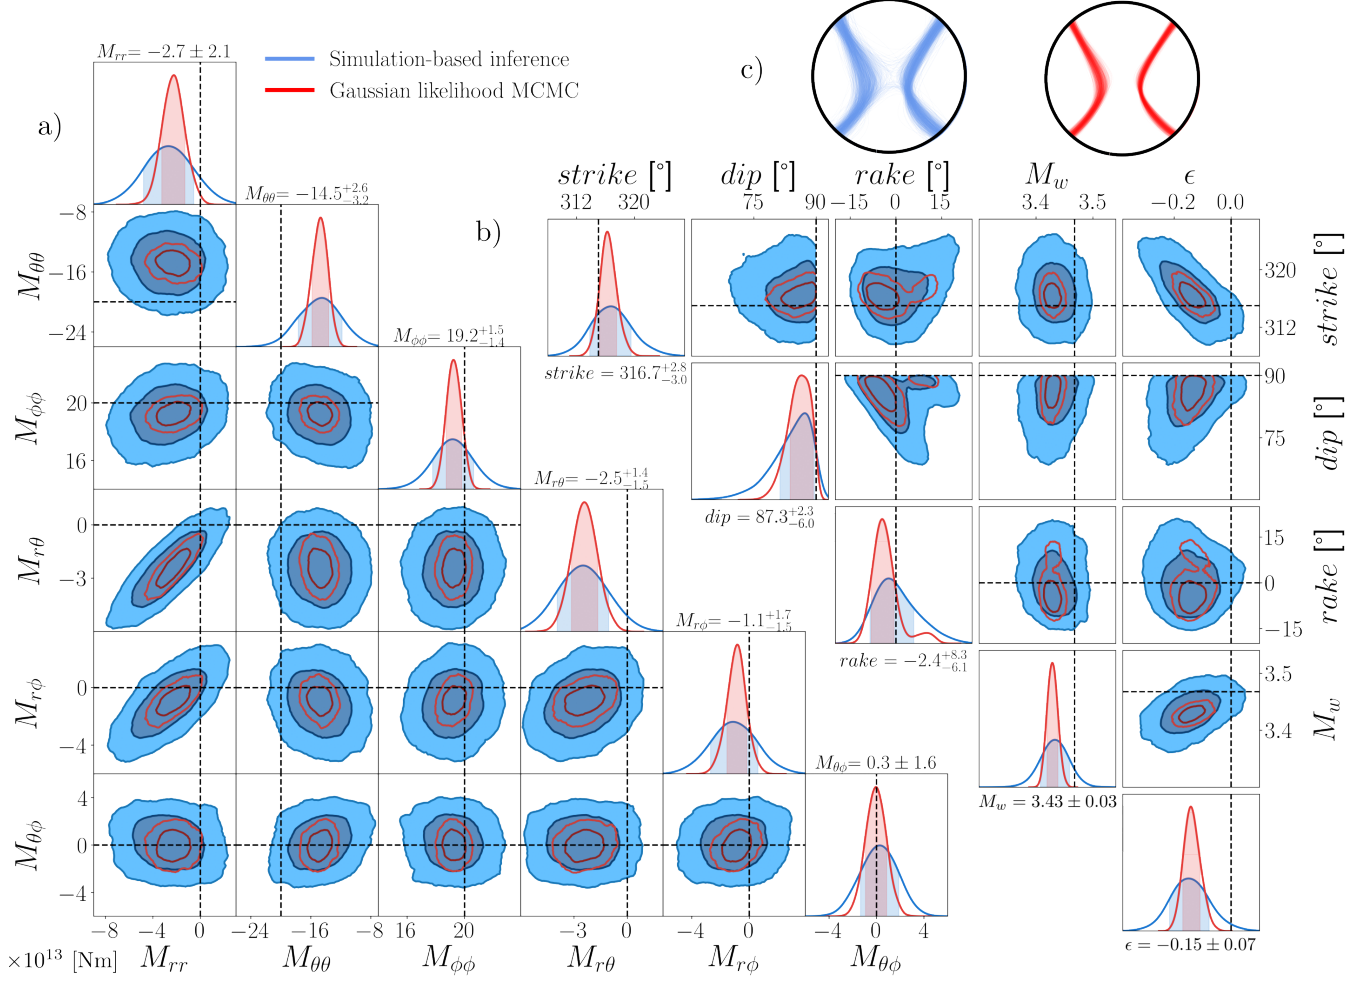 M_rr = −2.7 ± 2.1
Simulation-based inference
Gaussian likelihood MCMC
a)
c)
M_θθ = −14.5 +2.6 −3.2
strike [°]
dip [°]
rake [°]
M_w
ϵ
312 320
75 90
−15 0 15
3.4 3.5
−0.2 0.0
b)
M_θθ
−8
−16
−24
M_ϕϕ = 19.2 +1.5 −1.4
320
312
strike [°]
strike = 316.7 +2.8 −3.0
M_ϕϕ
20
16
90
75
dip [°]
M_rθ = −2.5 +1.4 −1.5
dip = 87.3 +2.3 −6.0
M_rθ
0
−3
15
0
−15
rake [°]
M_rϕ = −1.1 +1.7 −1.5
rake = −2.4 +8.3 −6.1
M_rϕ
0
−4
3.5
3.4
M_w
M_θϕ = 0.3 ± 1.6
M_w = 3.43 ± 0.03
M_θϕ
4
0
−4
ϵ = −0.15 ± 0.07
−8 −4 0
−24 −16 −8
16 20
−3 0
−4 0
−4 0 4
×10^13 [Nm]
M_rr
M_θθ
M_ϕϕ
M_rθ
M_rϕ
M_θϕ